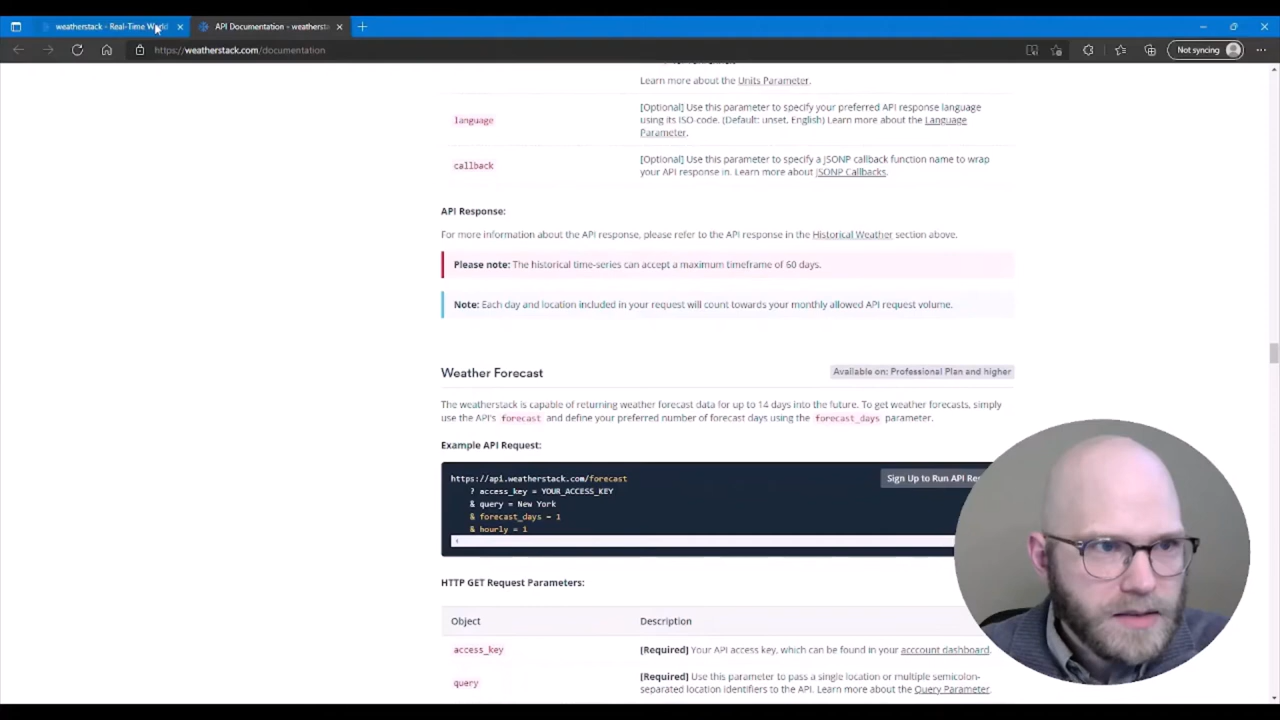 weatherstack - Real-Time World
API Documentation - weatherst
https://weatherstack.com/documentation
Not syncing
Learn more about the Units Parameter.
language
[Optional] Use this parameter to specify your preferred API response language
using its ISO-code. (Default: unset, English) Learn more about the Language
Parameter.
callback
[Optional] Use this parameter to specify a JSONP callback function name to wrap
your API response in. Learn more about JSONP Callbacks.
API Response:
For more information about the API response, please refer to the API response in the Historical Weather section above.
Please note: The historical time-series can accept a maximum timeframe of 60 days.
Note: Each day and location included in your request will count towards your monthly allowed API request volume.
Weather Forecast
Available on: Professional Plan and higher
The weatherstack is capable of returning weather forecast data for up to 14 days into the future. To get weather forecasts, simply
use the API's forecast and define your preferred number of forecast days using the forecast_days parameter.
Example API Request:
https://api.weatherstack.com/forecast
Sign Up to Run API Re
? access_key = YOUR_ACCESS_KEY
& query = New York
& forecast_days = 1
& hourly = 1
HTTP GET Request Parameters:
Object
Description
access_key
[Required] Your API access key, which can be found in your acccount dashboard.
query
[Required] Use this parameter to pass a single location or multiple semicolon-
separated location identifiers to the API. Learn more about the Query Parameter.